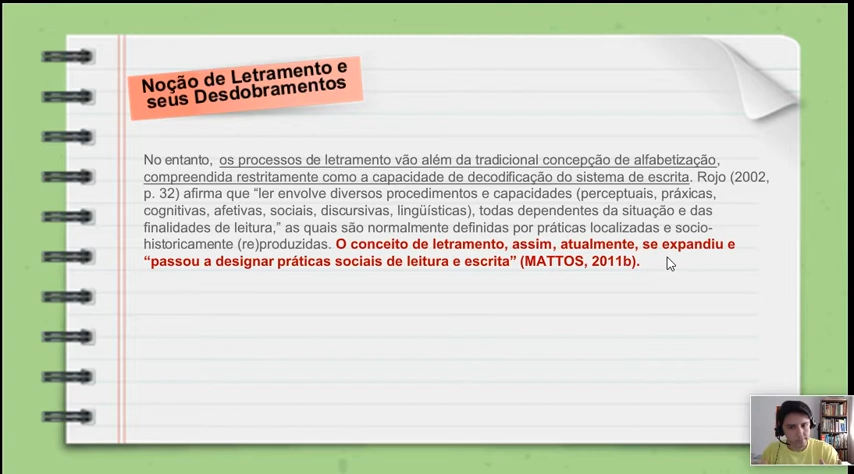 Noção de Letramento e
seus Desdobramentos
No entanto, os processos de letramento vão além da tradicional concepção de alfabetização,
compreendida restritamente como a capacidade de decodificação do sistema de escrita. Rojo (2002,
p. 32) afirma que “ler envolve diversos procedimentos e capacidades (perceptuais, práxicas,
cognitivas, afetivas, sociais, discursivas, lingüísticas), todas dependentes da situação e das
finalidades de leitura,” as quais são normalmente definidas por práticas localizadas e socio-
historicamente (re)produzidas. O conceito de letramento, assim, atualmente, se expandiu e
“passou a designar práticas sociais de leitura e escrita” (MATTOS, 2011b).